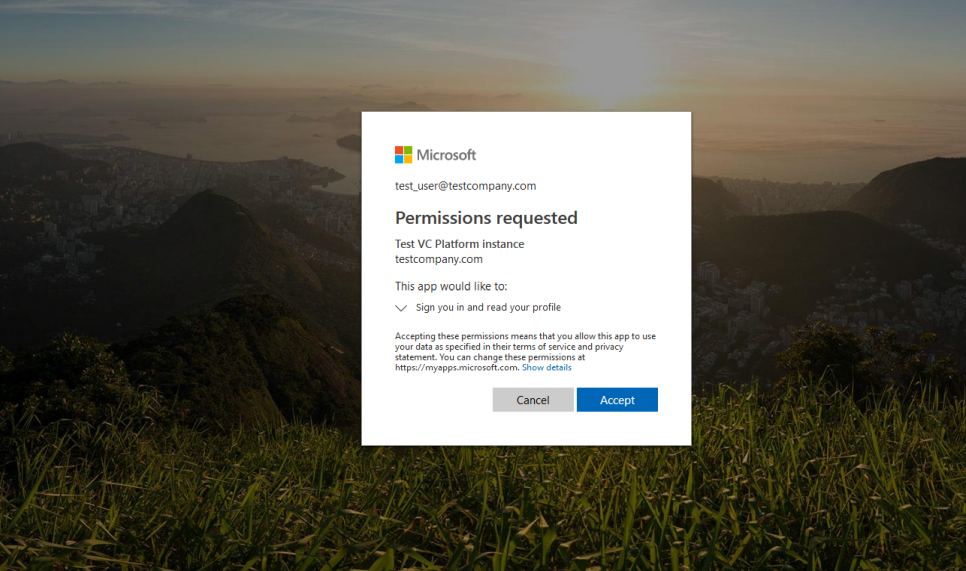 Microsoft
test_user@testcompany.com
Permissions requested
Test VC Platform instance
testcompany.com
This app would like to:
Sign you in and read your profile
Accepting these permissions means that you allow this app to use
your data as specified in their terms of service and privacy
statement. You can change these permissions at
https://myapps.microsoft.com. Show details
Cancel
Accept